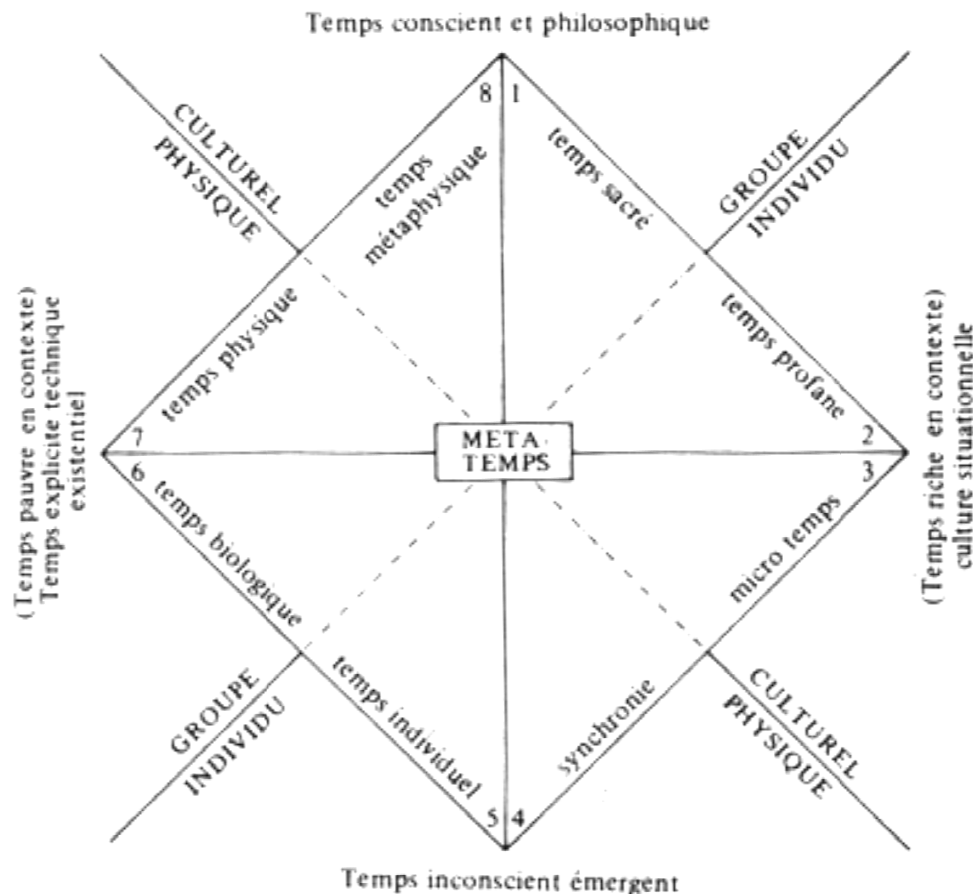 Temps conscient et philosophique
CULTUREL
PHYSIQUE
GROUPE
INDIVIDU
8
1
temps
métaphysique
temps sacré
temps physique
temps profane
(Temps pauvre en contexte)
Temps explicite technique
existentiel
(Temps riche en contexte)
culture situationnelle
7
2
META-
TEMPS
6
3
temps biologique
micro temps
temps individuel
synchronie
GROUPE
INDIVIDU
CULTUREL
PHYSIQUE
5
4
Temps inconscient émergent